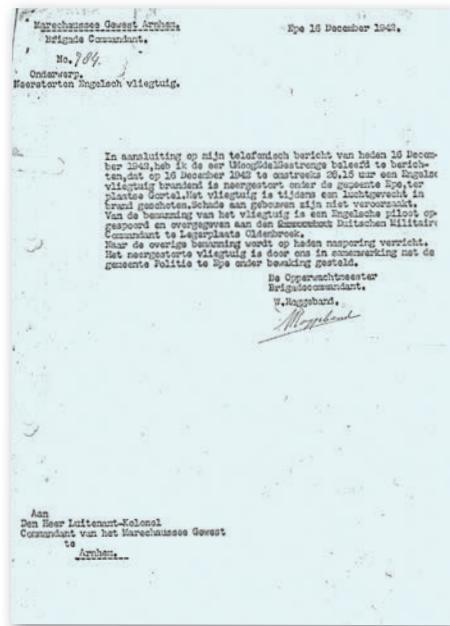 Marechaussee Gewest Arnhem.
Epe 16 December 1942.
Brigade Commandant.
No. 784.
Onderwerp.
Neerstorten Engelsch vliegtuig.
In aansluiting op mijn telefonisch bericht van heden 16 Decem-
ber 1942, heb ik de eer beleefd te berich-
ten, dat op 16 December 1942 te omstreeks uur een Engelsc
vliegtuig brandend is neergestort onder de gemeente Epe, ter
plaatse Gortel. Het vliegtuig is tijdens een luchtgevecht in
brand geschoten. Schade aan gebouwen zijn niet veroorzaakt.
Van de bemanning van het vliegtuig is een Engelsche piloot op-
gespoord en overgegeven aan den Duitschen Militaire
Commandant te Legerplaats Oldenbroek.
Naar de overige bemanning wordt op heden nasporing verricht.
Het neergestorte vliegtuig is door ons in samenwerking met de
gemeente Politie te Epe onder bewaking gesteld.
De Opperwachtmeester
Brigadecommandant.
W. Roggeband.
WRoggeband
Aan
Den Heer Luitenant-Kolonel
Commandant van het Marechaussee Gewest
te
Arnhem.